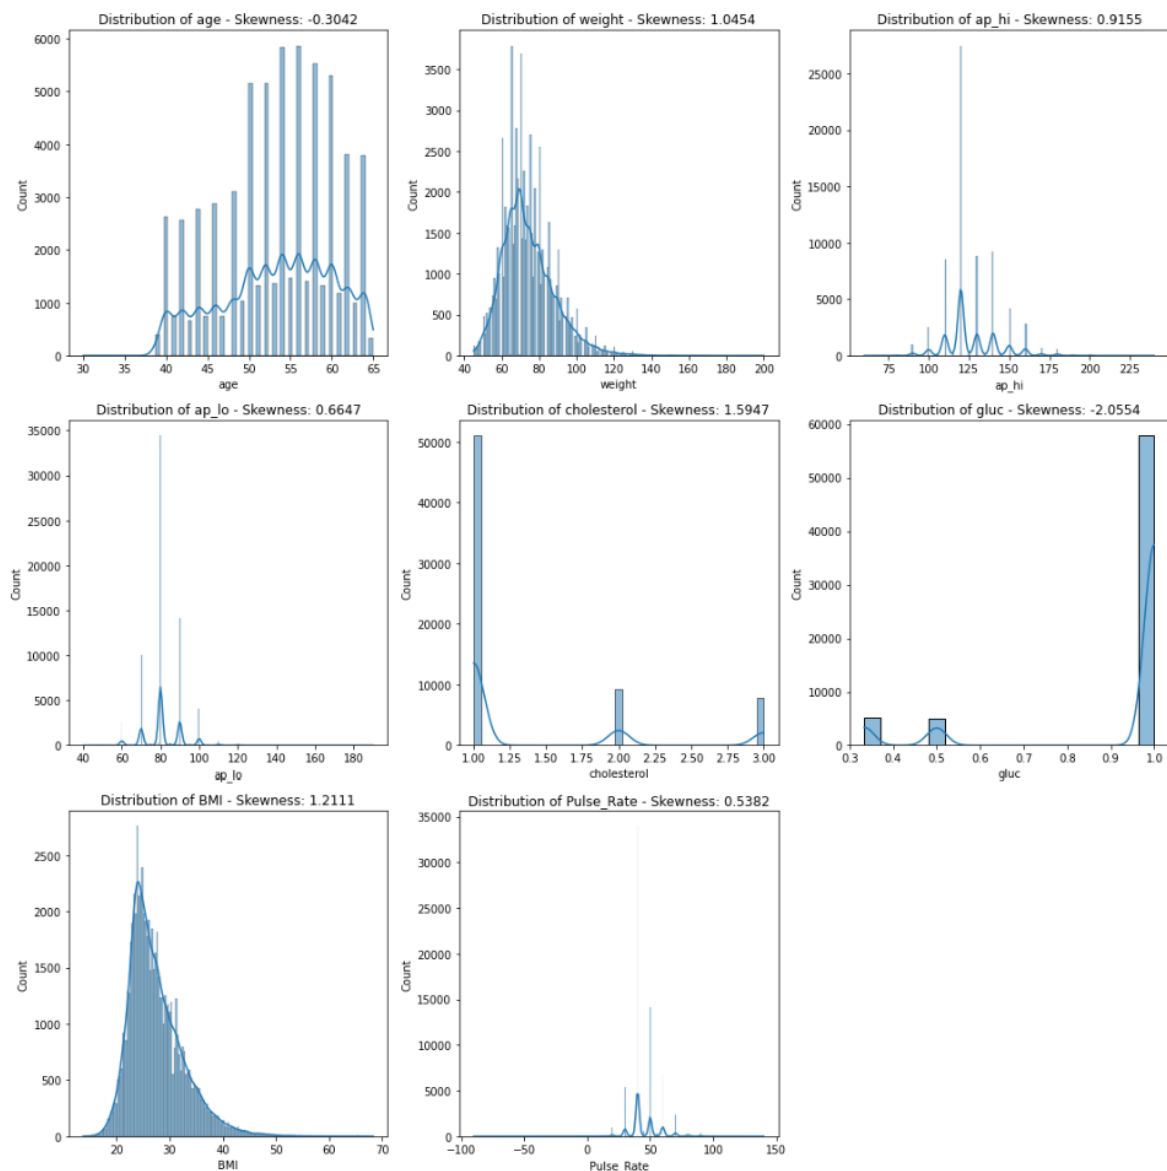 Distribution of age - Skewness: -0.3042
Count
6000
5000
4000
3000
2000
1000
0
30 35 40 45 50 55 60 65
age
Distribution of weight - Skewness: 1.0454
Count
3500
3000
2500
2000
1500
1000
500
0
40 60 80 100 120 140 160 180 200
weight
Distribution of ap_hi - Skewness: 0.9155
Count
25000
20000
15000
10000
5000
0
75 100 125 150 175 200 225
ap_hi
Distribution of ap_lo - Skewness: 0.6647
Count
35000
30000
25000
20000
15000
10000
5000
0
40 60 80 100 120 140 160 180
ap_lo
Distribution of cholesterol - Skewness: 1.5947
Count
50000
40000
30000
20000
10000
0
1.00 1.25 1.50 1.75 2.00 2.25 2.50 2.75 3.00
cholesterol
Distribution of gluc - Skewness: -2.0554
Count
60000
50000
40000
30000
20000
10000
0
0.3 0.4 0.5 0.6 0.7 0.8 0.9 1.0
gluc
Distribution of BMI - Skewness: 1.2111
Count
2500
2000
1500
1000
500
0
20 30 40 50 60 70
BMI
Distribution of Pulse_Rate - Skewness: 0.5382
Count
35000
30000
25000
20000
15000
10000
5000
0
−100 −50 0 50 100 150
Pulse_Rate